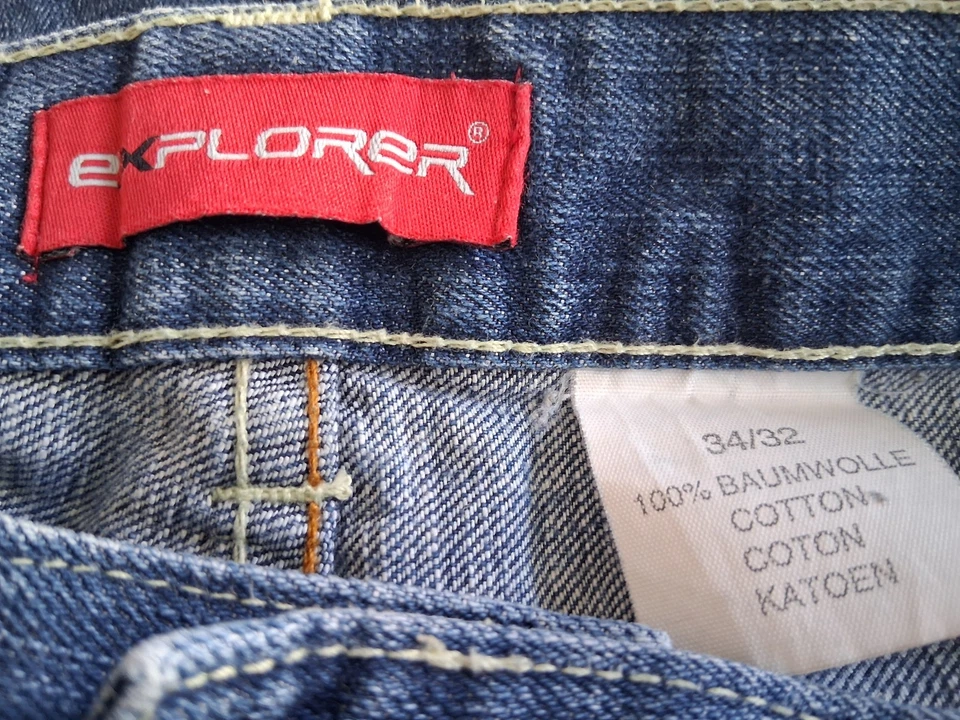 eXPLOReR®
34/32
100% BAUMWOLLE
COTTON
COTON
KATOEN